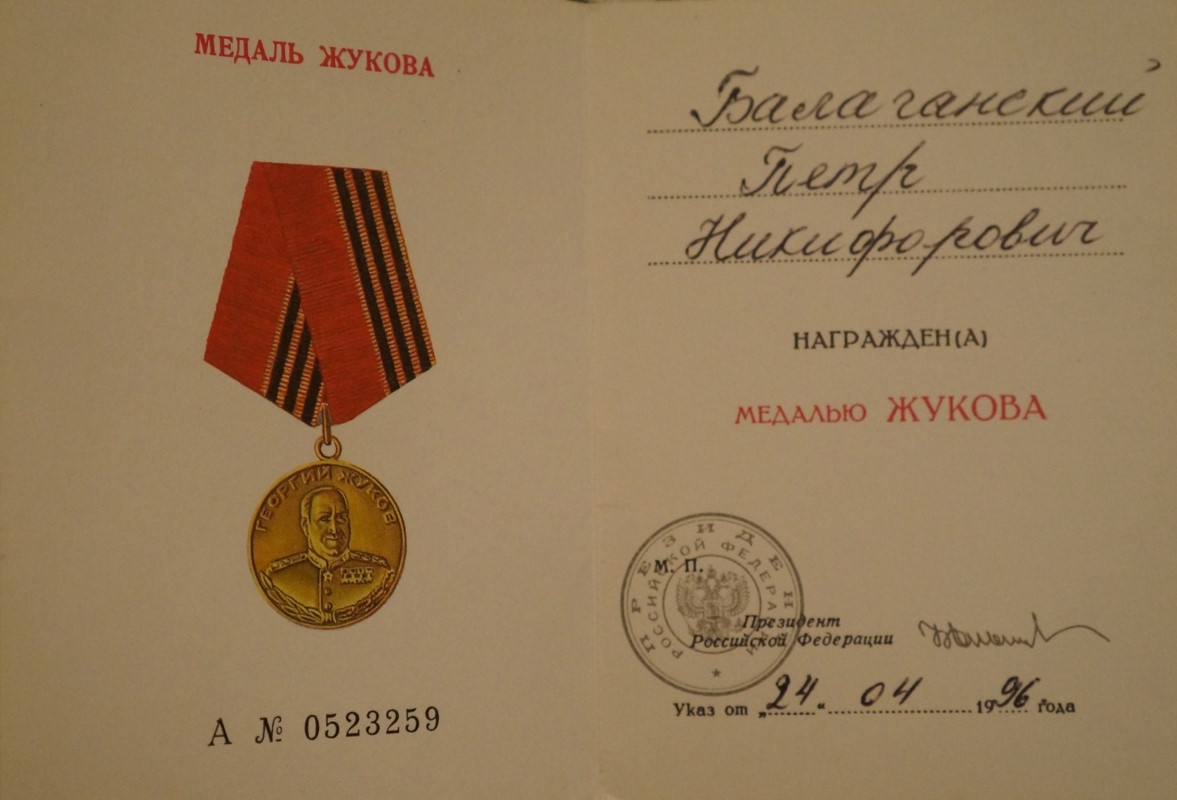 МЕДАЛЬ ЖУКОВА
ГЕОРГИЙ ЖУКОВ
А № 0523259
Балаганский
Петр
Никифорович
НАГРАЖДЕН(А)
МЕДАЛЬЮ ЖУКОВА
ПРЕЗИДЕНТ
РОССИЙСКОЙ ФЕДЕРАЦИИ
М. П.
Президент
Российской Федерации
Указ от „24“ 04 1996 года